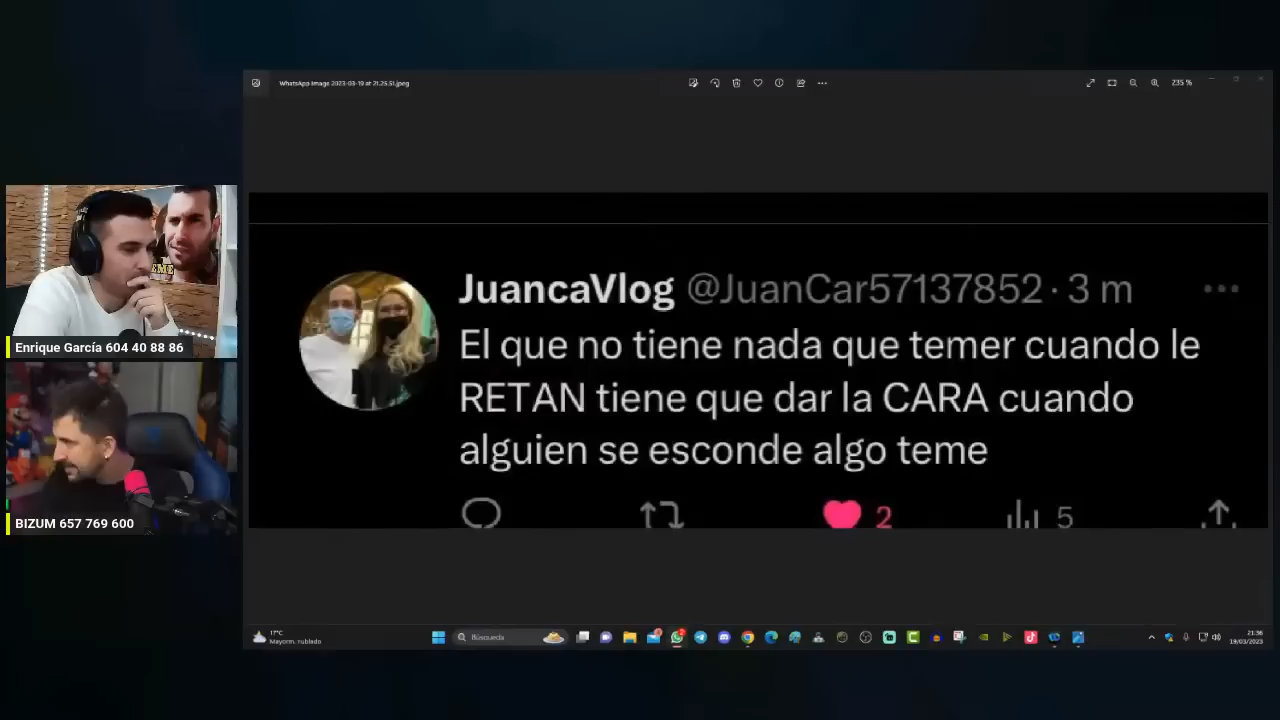 WhatsApp Image 2023-03-19 at 21.25.51.jpeg
235 %
JuancaVlog @JuanCar57137852 · 3 m
El que no tiene nada que temer cuando le
RETAN tiene que dar la CARA cuando
alguien se esconde algo teme
2
5
Enrique García 604 40 88 86
BIZUM 657 769 600
17°C
Mayorm. nublado
Búsqueda
21:36
19/03/2023